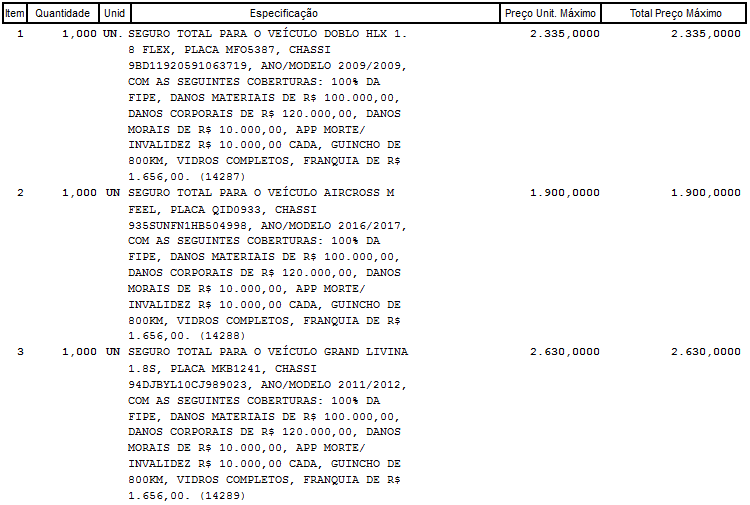 Item Quantidade Unid Especificação Preço Unit. Máximo Total Preço Máximo
1 1,000 UN. SEGURO TOTAL PARA O VEÍCULO DOBLO HLX 1. 2.335,0000 2.335,0000
8 FLEX, PLACA MFO5387, CHASSI
9BD11920591063719, ANO/MODELO 2009/2009,
COM AS SEGUINTES COBERTURAS: 100% DA
FIPE, DANOS MATERIAIS DE R$ 100.000,00,
DANOS CORPORAIS DE R$ 120.000,00, DANOS
MORAIS DE R$ 10.000,00, APP MORTE/
INVALIDEZ R$ 10.000,00 CADA, GUINCHO DE
800KM, VIDROS COMPLETOS, FRANQUIA DE R$
1.656,00. (14287)
2 1,000 UN SEGURO TOTAL PARA O VEÍCULO AIRCROSS M 1.900,0000 1.900,0000
FEEL, PLACA QID0933, CHASSI
935SUNFN1HB504998, ANO/MODELO 2016/2017,
COM AS SEGUINTES COBERTURAS: 100% DA
FIPE, DANOS MATERIAIS DE R$ 100.000,00,
DANOS CORPORAIS DE R$ 120.000,00, DANOS
MORAIS DE R$ 10.000,00, APP MORTE/
INVALIDEZ R$ 10.000,00 CADA, GUINCHO DE
800KM, VIDROS COMPLETOS, FRANQUIA DE R$
1.656,00. (14288)
3 1,000 UN SEGURO TOTAL PARA O VEÍCULO GRAND LIVINA 2.630,0000 2.630,0000
1.8S, PLACA MKB1241, CHASSI
94DJBYL10CJ989023, ANO/MODELO 2011/2012,
COM AS SEGUINTES COBERTURAS: 100% DA
FIPE, DANOS MATERIAIS DE R$ 100.000,00,
DANOS CORPORAIS DE R$ 120.000,00, DANOS
MORAIS DE R$ 10.000,00, APP MORTE/
INVALIDEZ R$ 10.000,00 CADA, GUINCHO DE
800KM, VIDROS COMPLETOS, FRANQUIA DE R$
1.656,00. (14289)